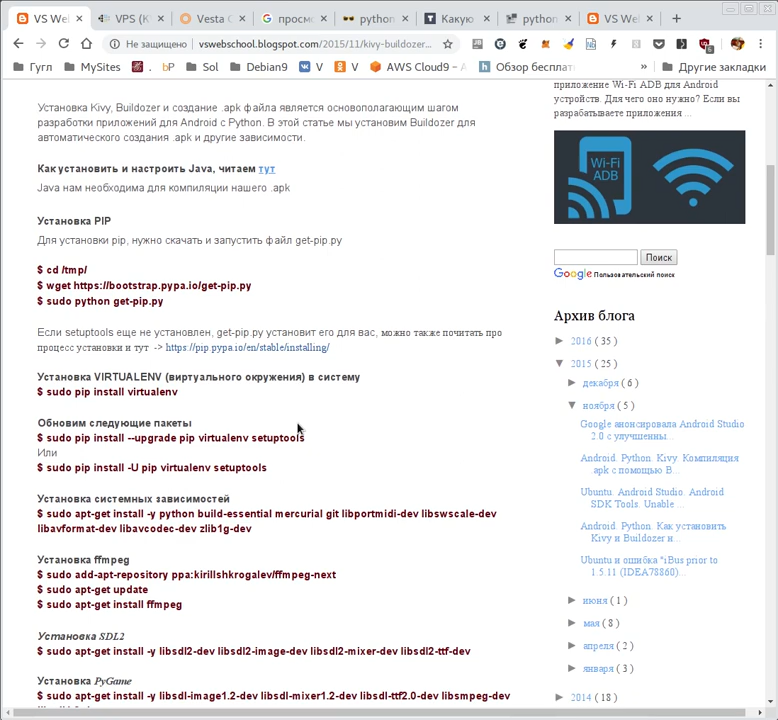 VS Web
VPS (K
Vesta C
просмо
python
Какую
python
VS Wel
Не защищено
vswebschool.blogspot.com/2015/11/kivy-buildozer...
Гугл
MySites
.
bP
Sol
Debian9
V
V
AWS Cloud9 –
Обзор бесплат
»
Другие закладки
Установка Kivy, Buildozer и создание .apk файла является основополагающим шагом
разработки приложений для Android с Python. В этой статье мы установим Buildozer для
автоматического создания .apk и другие зависимости.
Как установить и настроить Java, читаем тут
Java нам необходима для компиляции нашего .apk
Установка PIP
Для установки pip, нужно скачать и запустить файл get-pip.py
$ cd /tmp/
$ wget https://bootstrap.pypa.io/get-pip.py
$ sudo python get-pip.py
Если setuptools еще не установлен, get-pip.py установит его для вас, можно также почитать про
процесс установки и тут -> https://pip.pypa.io/en/stable/installing/
Установка VIRTUALENV (виртуального окружения) в систему
$ sudo pip install virtualenv
Обновим следующие пакеты
$ sudo pip install --upgrade pip virtualenv setuptools
Или
$ sudo pip install -U pip virtualenv setuptools
Установка системных зависимостей
$ sudo apt-get install -y python build-essential mercurial git libportmidi-dev libswscale-dev
libavformat-dev libavcodec-dev zlib1g-dev
Установка ffmpeg
$ sudo add-apt-repository ppa:kirillshkrogalev/ffmpeg-next
$ sudo apt-get update
$ sudo apt-get install ffmpeg
Установка SDL2
$ sudo apt-get install -y libsdl2-dev libsdl2-image-dev libsdl2-mixer-dev libsdl2-ttf-dev
Установка PyGame
$ sudo apt-get install -y libsdl-image1.2-dev libsdl-mixer1.2-dev libsdl-ttf2.0-dev libsmpeg-dev
приложение Wi-Fi ADB для Android
устройств. Для чего оно нужно? Если вы
разрабатываете приложения ...
Wi-Fi
ADB
Поиск
Google Пользовательский поиск
Архив блога
► 2016 ( 35 )
▼ 2015 ( 25 )
► декабря ( 6 )
▼ ноября ( 5 )
Google анонсировала Android Studio
2.0 с улучшенны...
Android. Python. Kivy. Компиляция
.apk с помощью B...
Ubuntu. Android Studio. Android
SDK Tools. Unable ...
Android. Python. Как установить
Kivy и Buildozer и...
Ubuntu и ошибка "iBus prior to
1.5.11 (IDEA78860)...
► июня ( 1 )
► мая ( 8 )
► апреля ( 2 )
► января ( 3 )
► 2014 ( 18 )